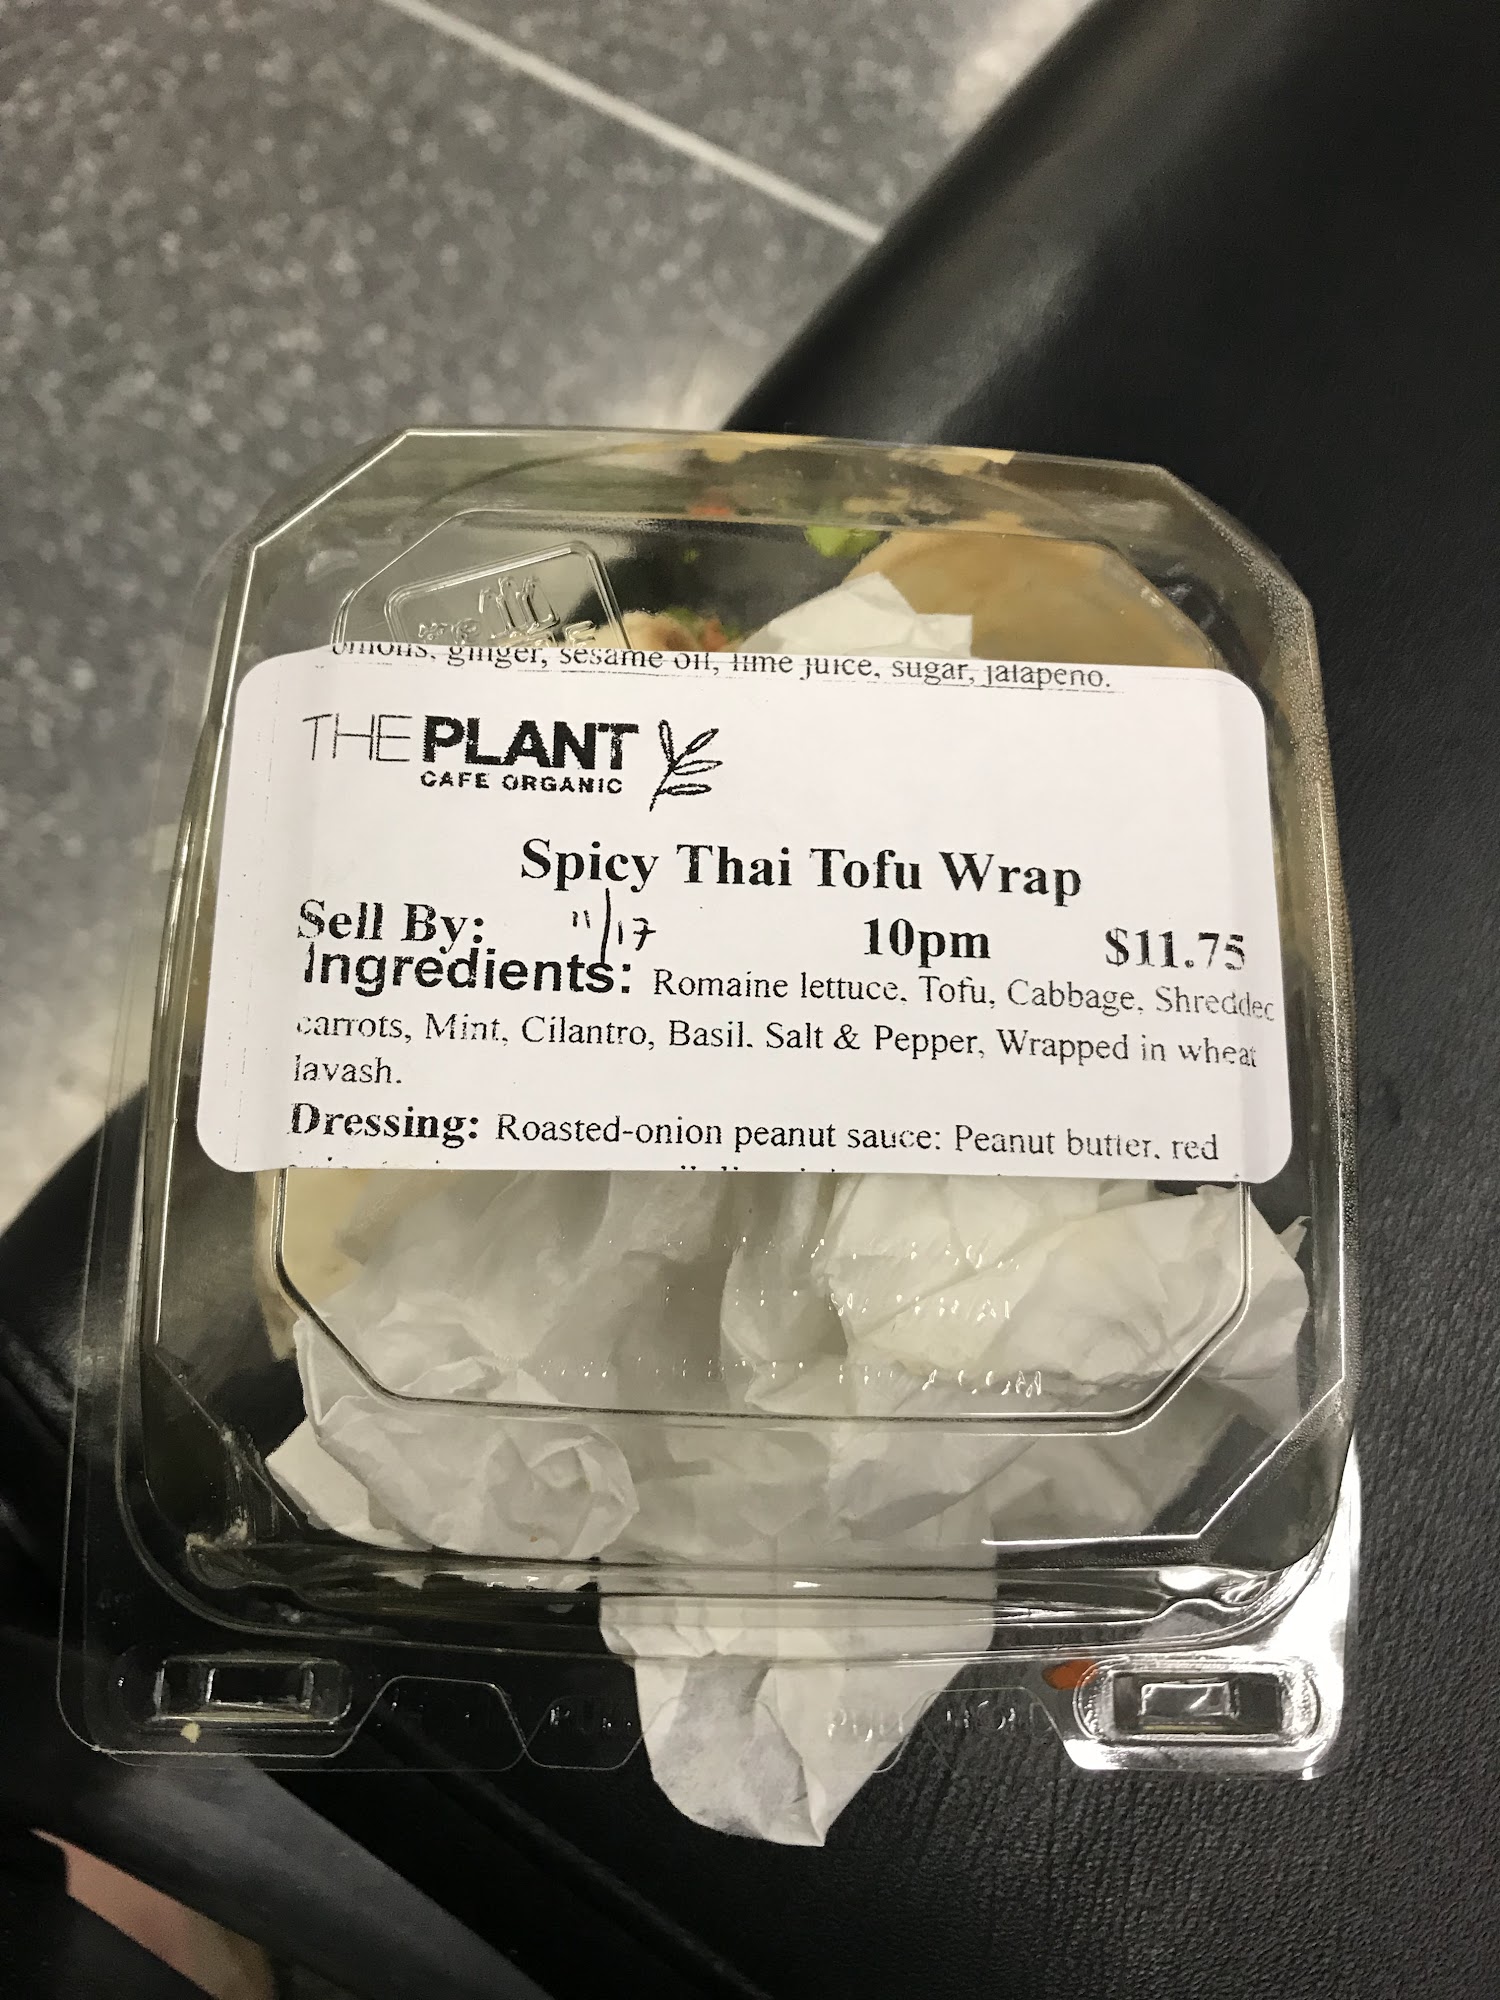 onions, ginger, sesame oil, lime juice, sugar, jalapeno.
THE PLANT
CAFE ORGANIC
Spicy Thai Tofu Wrap
Sell By: 11/17 10pm $11.75
Ingredients: Romaine lettuce, Tofu, Cabbage, Shredded
carrots, Mint, Cilantro, Basil, Salt & Pepper, Wrapped in wheat
lavash.
Dressing: Roasted-onion peanut sauce: Peanut butter, red